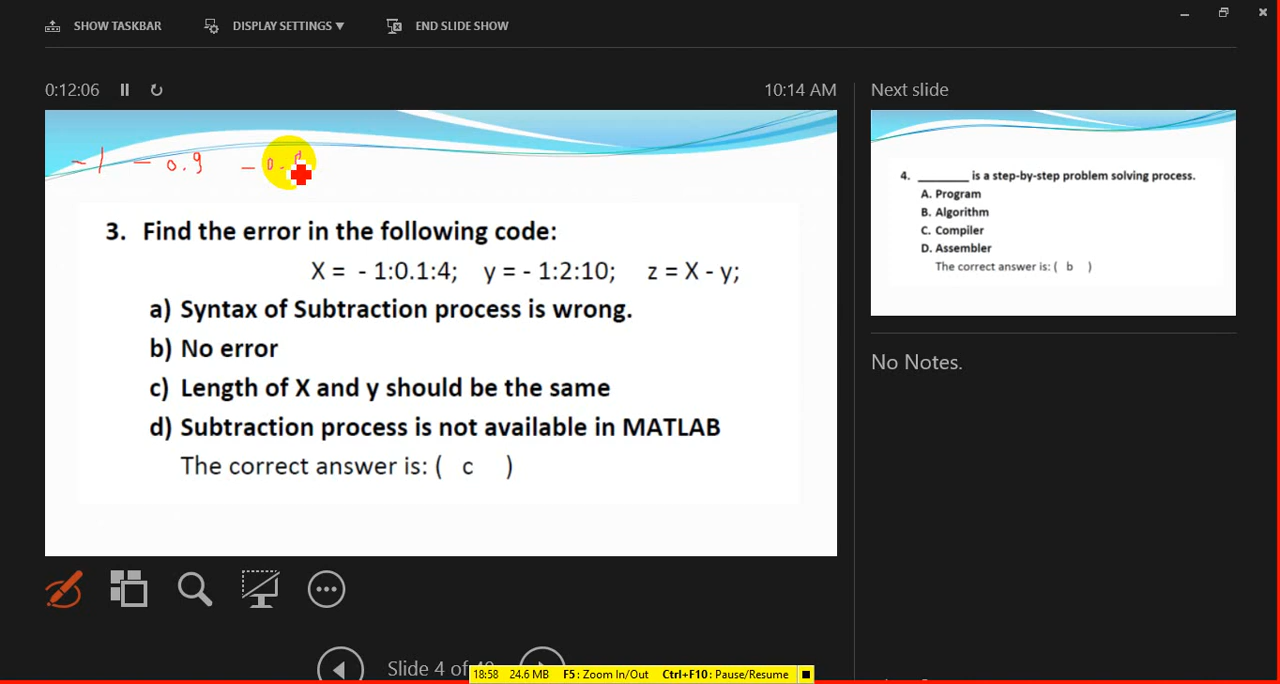 SHOW TASKBAR DISPLAY SETTINGS ▼ END SLIDE SHOW
0:12:06 10:14 AM
-1 -0.9 -0.
3. Find the error in the following code:
X = - 1:0.1:4; y = - 1:2:10; z = X - y;
a) Syntax of Subtraction process is wrong.
b) No error
c) Length of X and y should be the same
d) Subtraction process is not available in MATLAB
The correct answer is: ( c )
Next slide
4. ________ is a step-by-step problem solving process.
A. Program
B. Algorithm
C. Compiler
D. Assembler
The correct answer is: ( b )
No Notes.
Slide 4 of
18:58 24.6 MB F5: Zoom In/Out Ctrl+F10: Pause/Resume